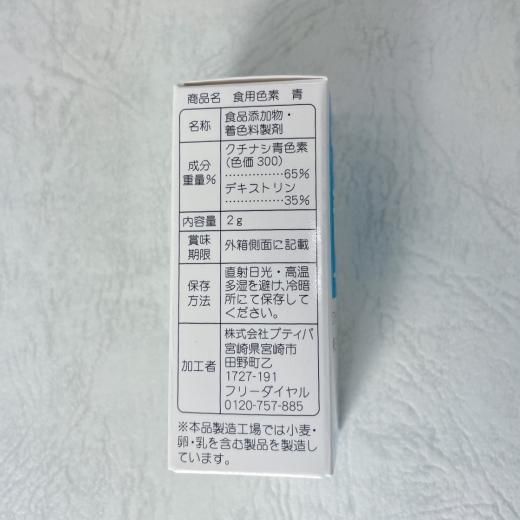 商品名 食用色素 青
名称
食品添加物・
着色料製剤
成分
重量%
クチナシ青色素
(色価300)
……………65%
デキストリン
……………35%
内容量
2g
賞味
期限
外箱側面に記載
保存
方法
直射日光・高温
多湿を避け、冷暗
所にて保存して
ください。
加工者
株式会社プティパ
宮崎県宮崎市
田野町乙
1727-191
フリーダイヤル
0120-757-885
※本品製造工場では小麦・
卵・乳を含む製品を製造し
ています。